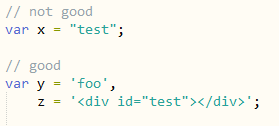 // not good
var x = "test";
// good
var y = 'foo',
    z = '<div id="test"></div>';